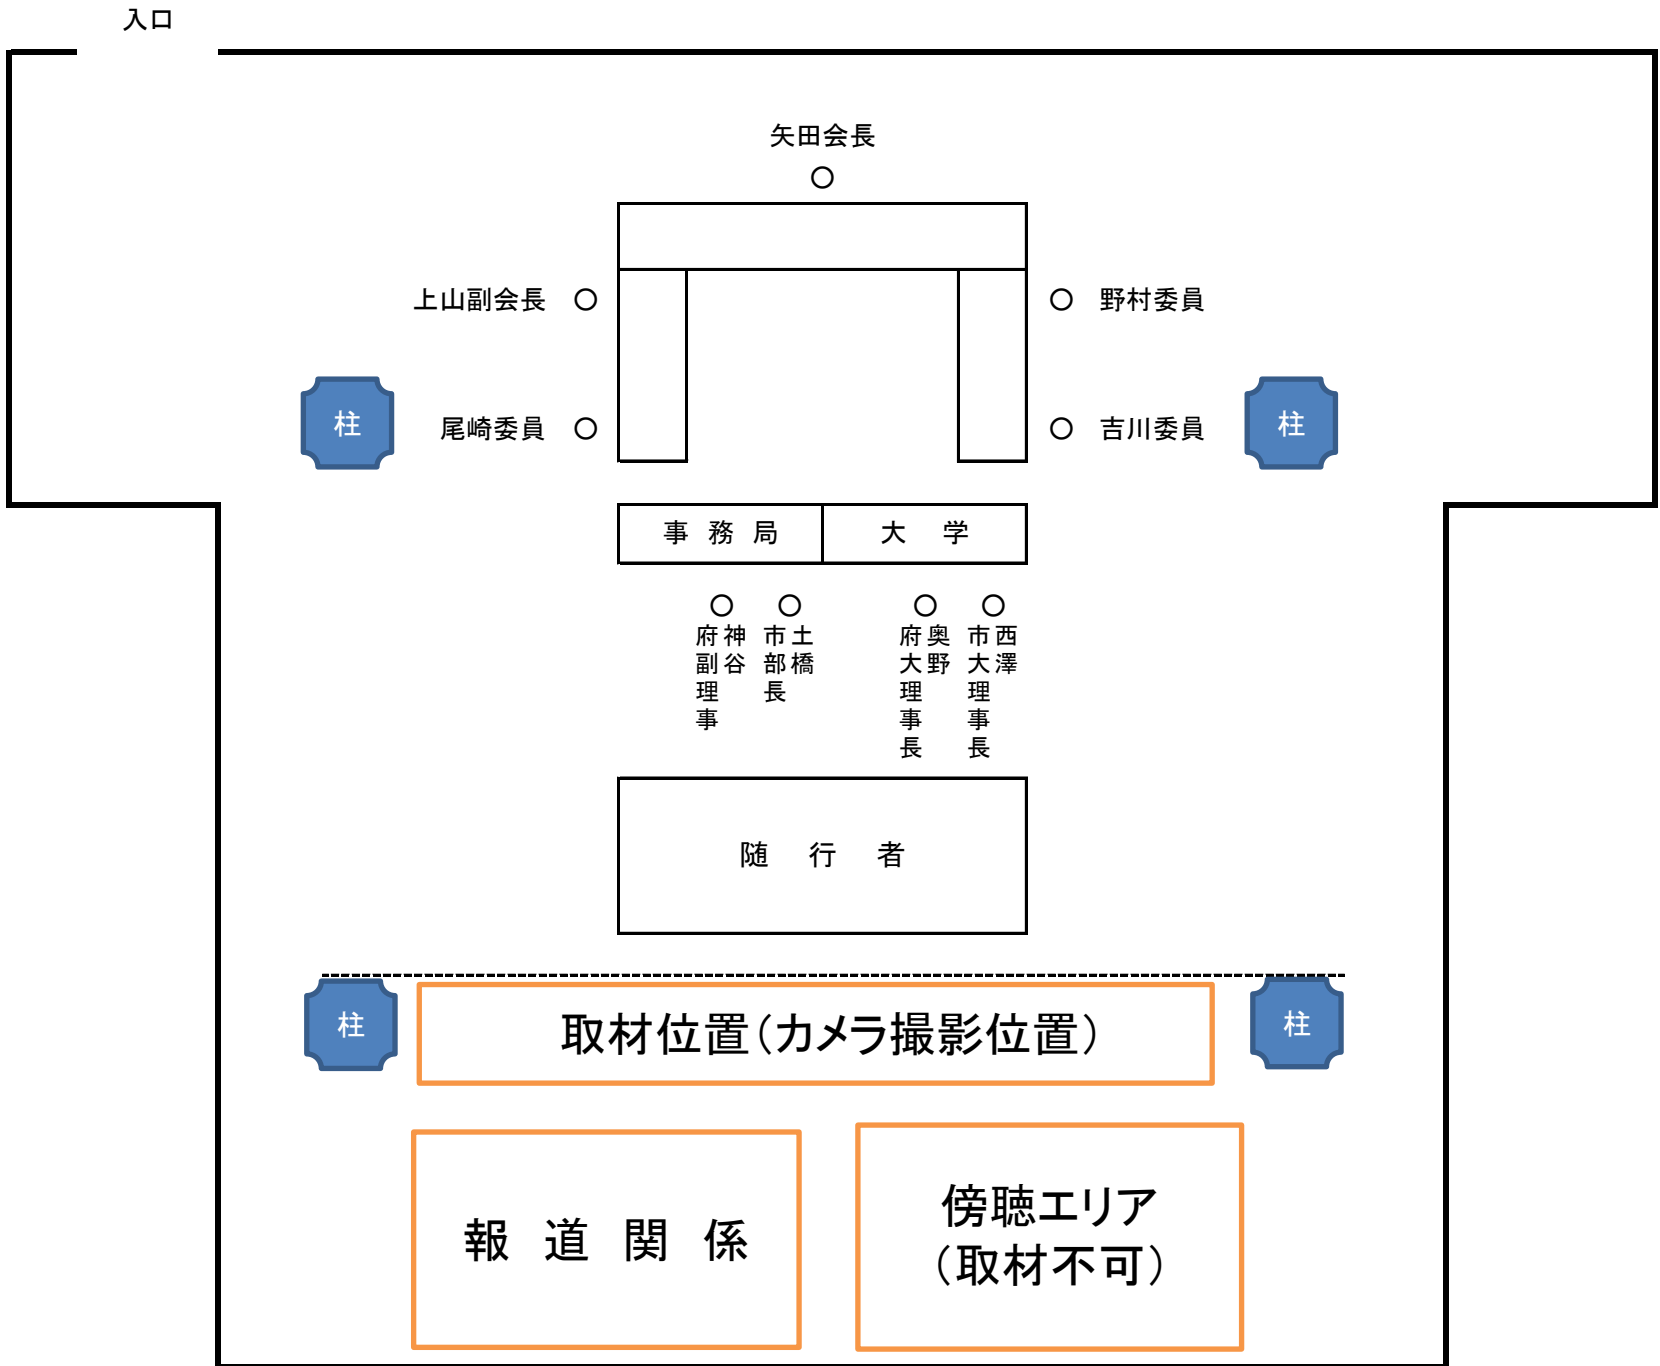 入口
矢田会長
上山副会長
野村委員
尾崎委員
吉川委員
柱
柱
事務局
大学
神谷
府副理事
土橋
市部長
奥野
府大理事長
西澤
市大理事長
随行者
柱
取材位置（カメラ撮影位置）
柱
報道関係
傍聴エリア
（取材不可）